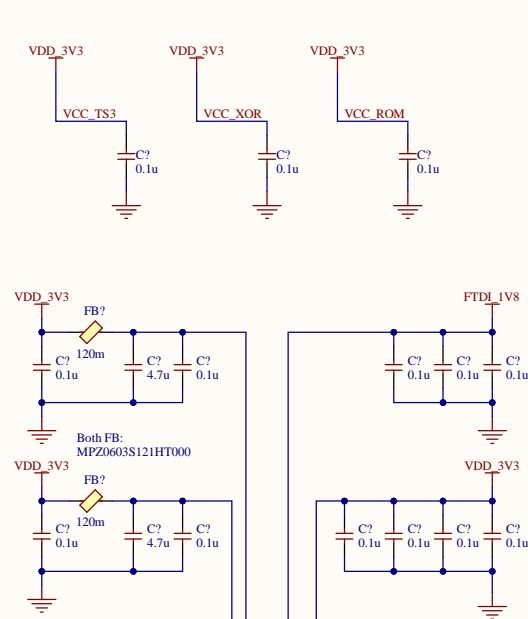 VDD_3V3
VDD_3V3
VDD_3V3
VCC_TS3
VCC_XOR
VCC_ROM
C?
0.1u
C?
0.1u
C?
0.1u
VDD_3V3
FB?
120m
C?
0.1u
C?
4.7u
C?
0.1u
FTDI_1V8
C?
0.1u
C?
0.1u
C?
0.1u
Both FB:
MPZ0603S121HT000
VDD_3V3
FB?
120m
C?
0.1u
C?
4.7u
C?
0.1u
VDD_3V3
C?
0.1u
C?
0.1u
C?
0.1u
C?
0.1u